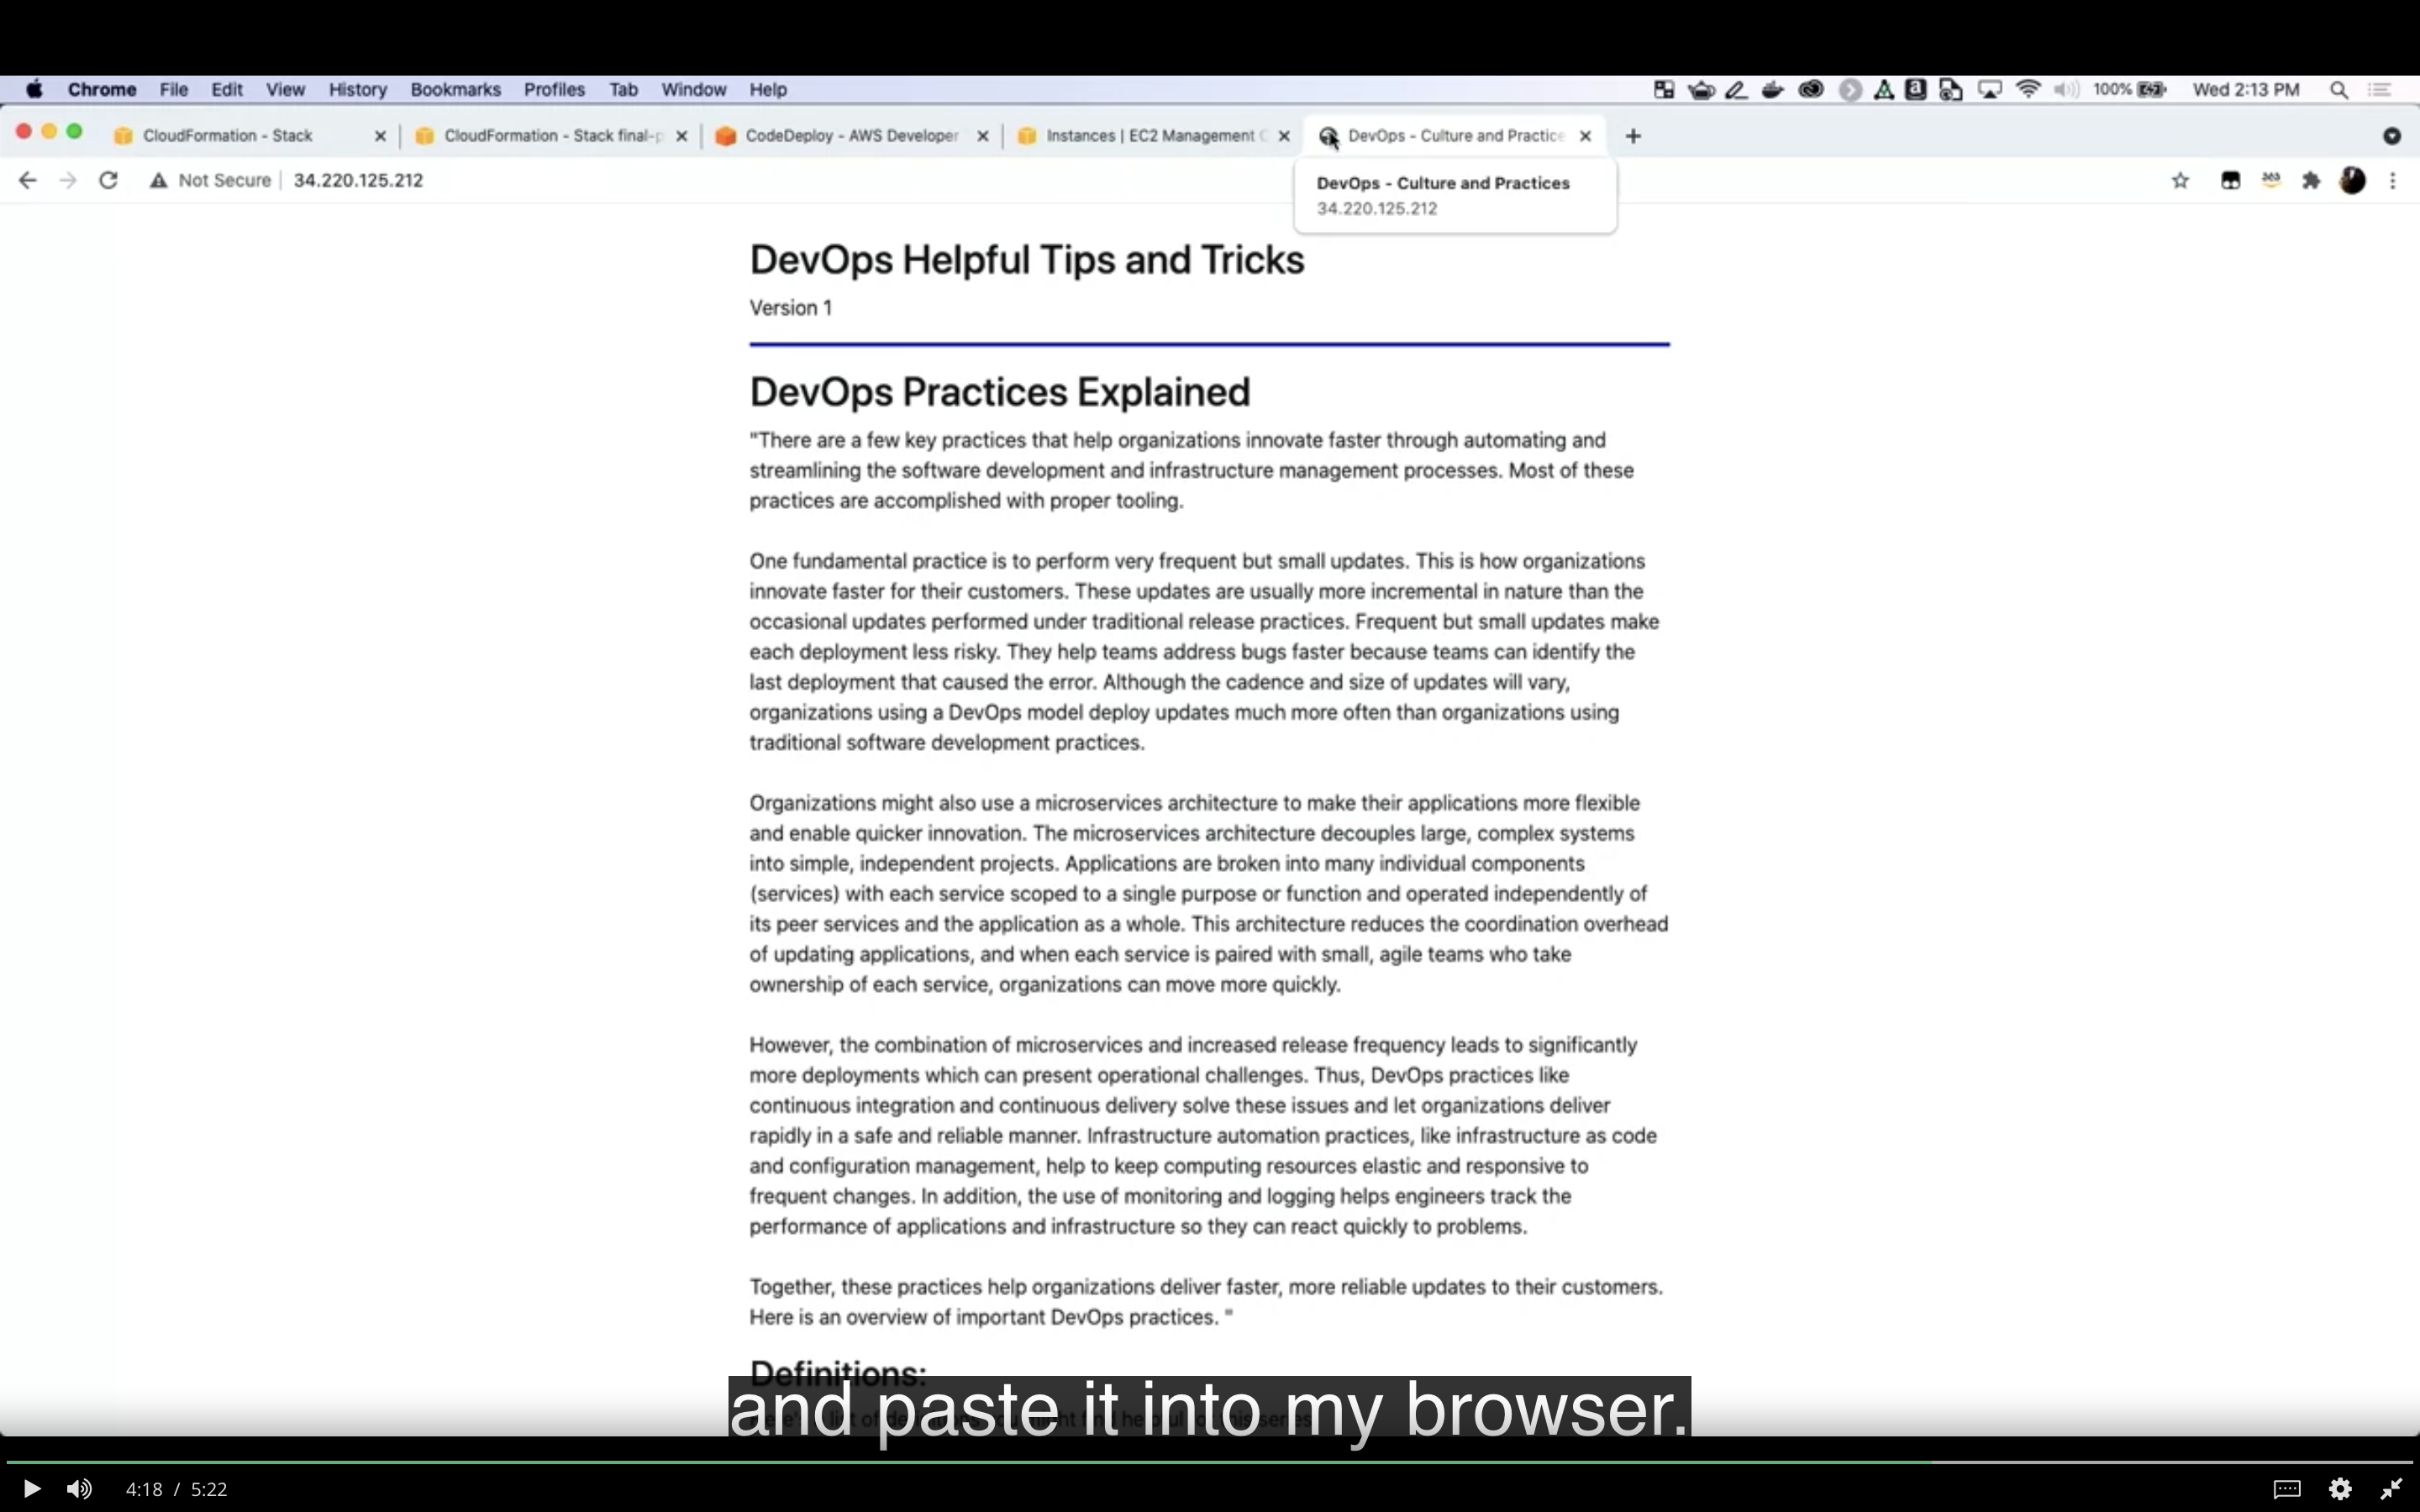 Chrome File Edit View History Bookmarks Profiles Tab Window Help 100% Wed 2:13 PM
CloudFormation - Stack
CloudFormation - Stack final-p
CodeDeploy - AWS Developer
Instances | EC2 Management C
DevOps - Culture and Practice
Not Secure 34.220.125.212
DevOps - Culture and Practices
34.220.125.212
DevOps Helpful Tips and Tricks
Version 1
DevOps Practices Explained
"There are a few key practices that help organizations innovate faster through automating and
streamlining the software development and infrastructure management processes. Most of these
practices are accomplished with proper tooling.
One fundamental practice is to perform very frequent but small updates. This is how organizations
innovate faster for their customers. These updates are usually more incremental in nature than the
occasional updates performed under traditional release practices. Frequent but small updates make
each deployment less risky. They help teams address bugs faster because teams can identify the
last deployment that caused the error. Although the cadence and size of updates will vary,
organizations using a DevOps model deploy updates much more often than organizations using
traditional software development practices.
Organizations might also use a microservices architecture to make their applications more flexible
and enable quicker innovation. The microservices architecture decouples large, complex systems
into simple, independent projects. Applications are broken into many individual components
(services) with each service scoped to a single purpose or function and operated independently of
its peer services and the application as a whole. This architecture reduces the coordination overhead
of updating applications, and when each service is paired with small, agile teams who take
ownership of each service, organizations can move more quickly.
However, the combination of microservices and increased release frequency leads to significantly
more deployments which can present operational challenges. Thus, DevOps practices like
continuous integration and continuous delivery solve these issues and let organizations deliver
rapidly in a safe and reliable manner. Infrastructure automation practices, like infrastructure as code
and configuration management, help to keep computing resources elastic and responsive to
frequent changes. In addition, the use of monitoring and logging helps engineers track the
performance of applications and infrastructure so they can react quickly to problems.
Together, these practices help organizations deliver faster, more reliable updates to their customers.
Here is an overview of important DevOps practices. "
Definitions:
and paste it into my browser.
4:18 / 5:22